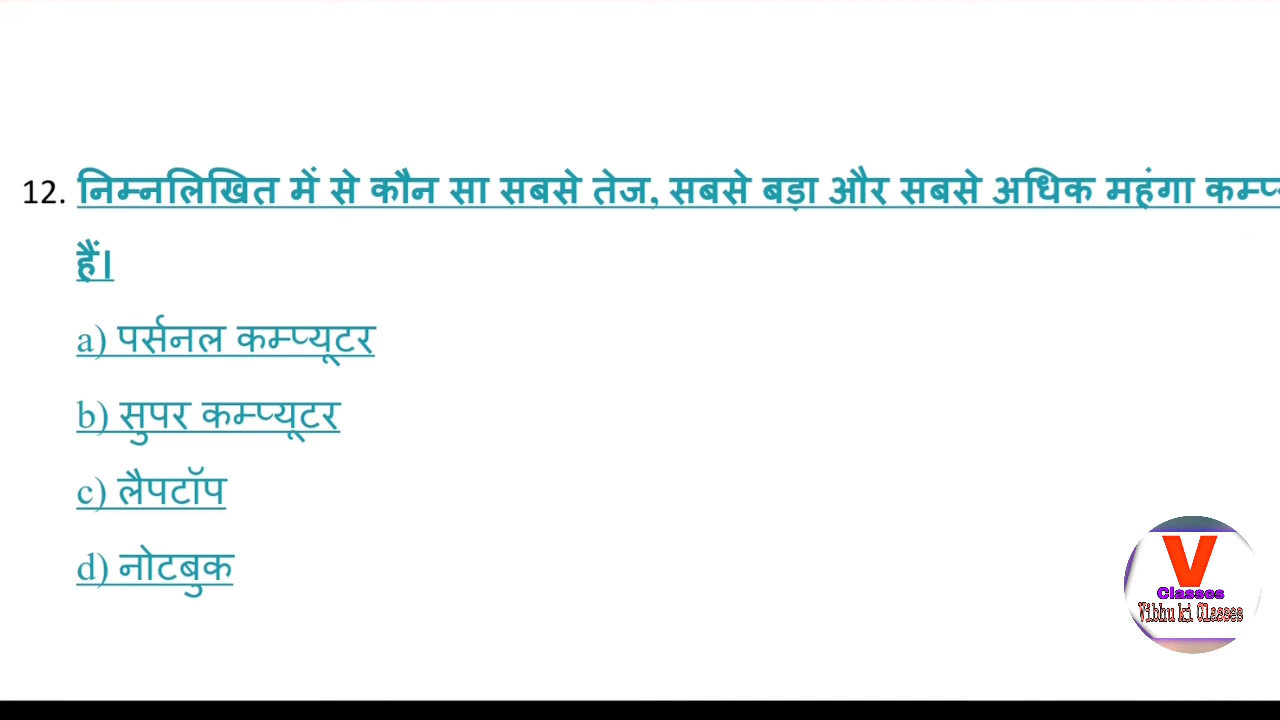 12. निम्नलिखित में से कौन सा सबसे तेज, सबसे बड़ा और सबसे अधिक महंगा
हैं।
a) पर्सनल कम्प्यूटर
b) सुपर कम्प्यूटर
c) लैपटॉप
d) नोटबुक
V
Classes
Vibhu ki Classes